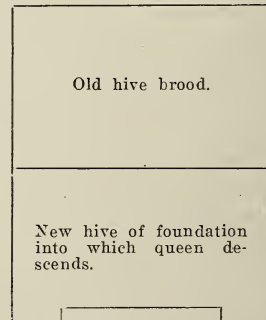 Old hive brood.
New hive of foundation
into which queen de-
scends.